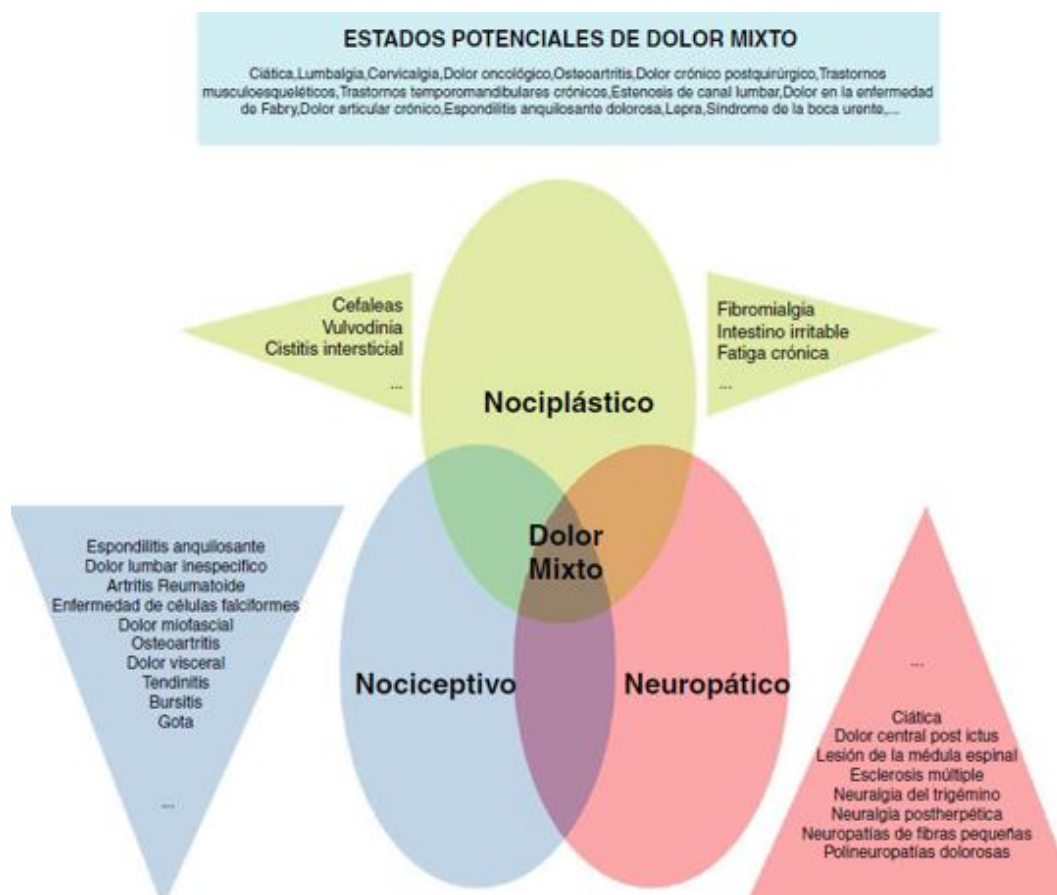 ESTADOS POTENCIALES DE DOLOR MIXTO
Ciática,Lumbalgia,Cervicalgia,Dolor oncológico,Osteoartritis,Dolor crónico postquirúrgico,Trastornos
musculoesqueléticos,Trastornos temporomandibulares crónicos,Estenosis de canal lumbar,Dolor en la enfermedad
de Fabry,Dolor articular crónico,Espondilitis anquilosante dolorosa,Lepra,Síndrome de la boca urente,...
Cefaleas
Vulvodinia
Cistitis intersticial
...
Fibromialgia
Intestino irritable
Fatiga crónica
...
Nociplástico
Dolor
Mixto
Nociceptivo
Neuropático
Espondilitis anquilosante
Dolor lumbar inespecífico
Artritis Reumatoide
Enfermedad de células falciformes
Dolor miofascial
Osteoartritis
Dolor visceral
Tendinitis
Bursitis
Gota
...
...
Ciática
Dolor central post ictus
Lesión de la médula espinal
Esclerosis múltiple
Neuralgia del trigémino
Neuralgia postherpética
Neuropatías de fibras pequeñas
Polineuropatías dolorosas